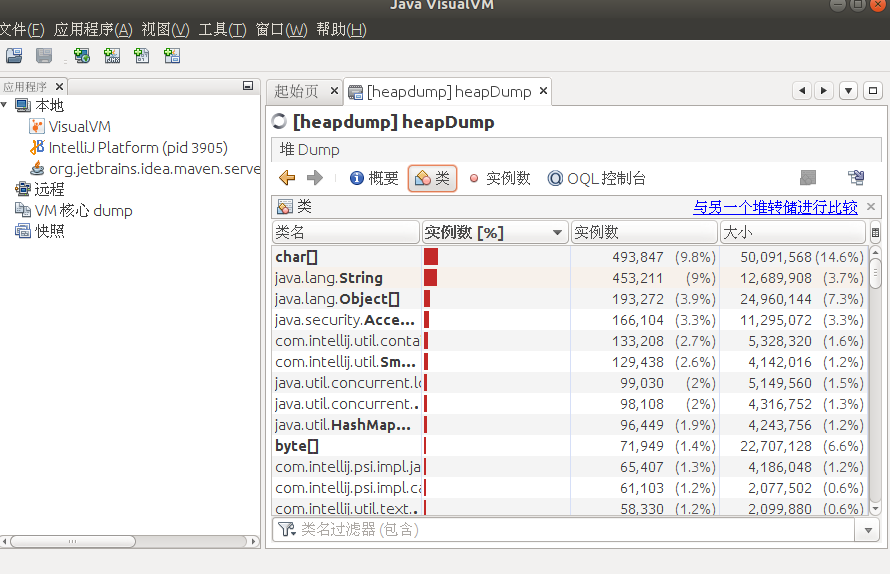 Java VisualVM
文件(F) 应用程序(A) 视图(V) 工具(T) 窗口(W) 帮助(H)
应用程序
本地
VisualVM
IntelliJ Platform (pid 3905)
org.jetbrains.idea.maven.serve
远程
VM 核心 dump
快照
起始页
[heapdump] heapDump
[heapdump] heapDump
堆 Dump
概要 类 实例数 OQL 控制台
类 与另一个堆转储进行比较
类名 实例数 [%] 实例数 大小
char[] 493,847 (9.8%) 50,091,568 (14.6%)
java.lang.String 453,211 (9%) 12,689,908 (3.7%)
java.lang.Object[] 193,272 (3.9%) 24,960,144 (7.3%)
java.security.Acce... 166,104 (3.3%) 11,295,072 (3.3%)
com.intellij.util.conta 133,208 (2.7%) 5,328,320 (1.6%)
com.intellij.util.Sm... 129,438 (2.6%) 4,142,016 (1.2%)
java.util.concurrent.lo 99,030 (2%) 5,149,560 (1.5%)
java.util.concurrent... 98,108 (2%) 4,316,752 (1.3%)
java.util.HashMap... 96,449 (1.9%) 4,243,756 (1.2%)
byte[] 71,949 (1.4%) 22,707,128 (6.6%)
com.intellij.psi.impl.ja 65,407 (1.3%) 4,186,048 (1.2%)
com.intellij.psi.impl.ca 61,103 (1.2%) 2,077,502 (0.6%)
com.intellij.util.text... 58,330 (1.2%) 2,099,880 (0.6%)
类名过滤器 (包含)